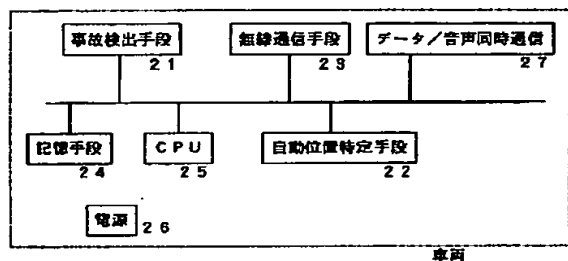 事故検出手段 無線通信手段 データ/音声同時通信
21 23 27
記憶手段 CPU 自動位置特定手段
24 25 22
電源 26
車両